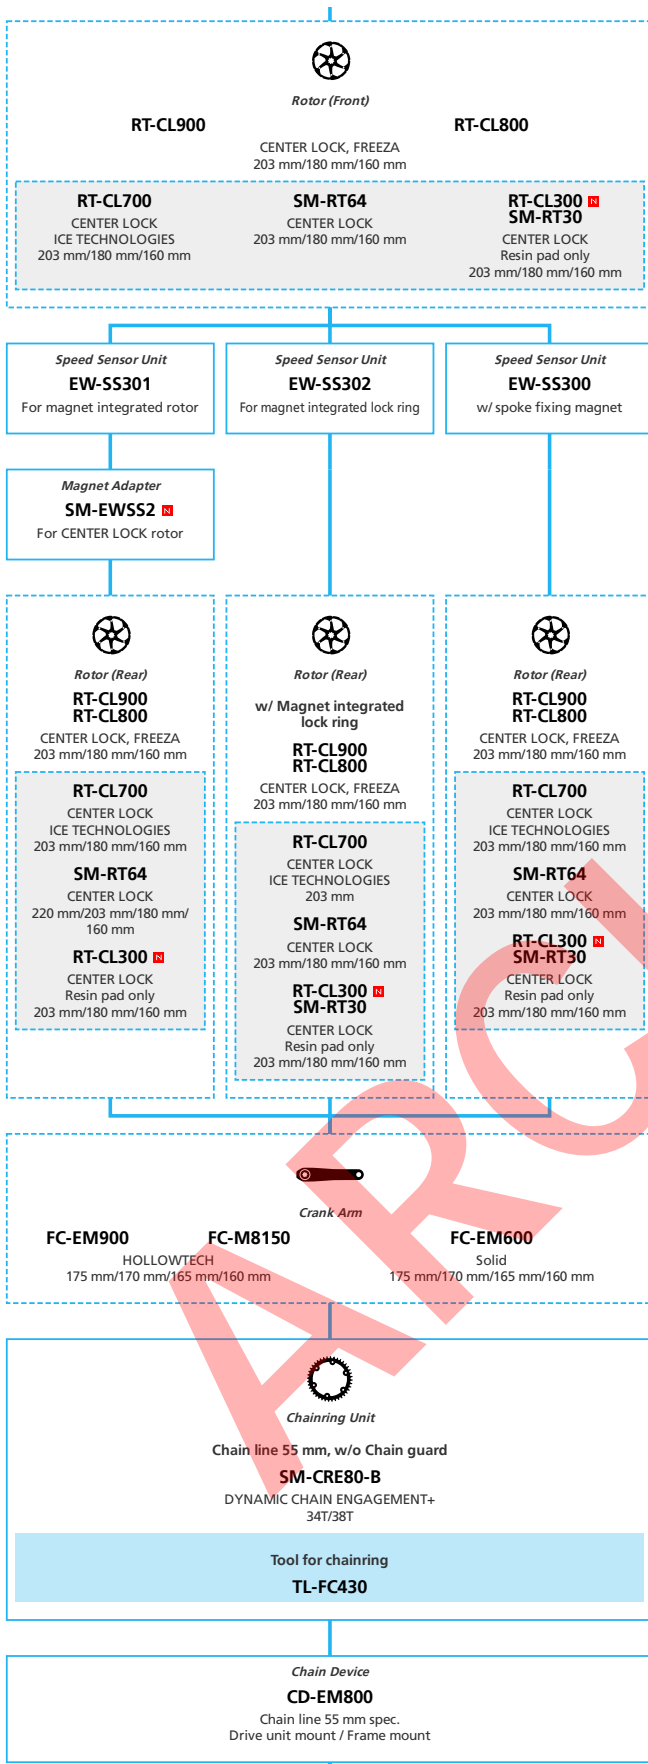 Rotor (Front)
RT-CL900 RT-CL800
CENTER LOCK, FREEZA
203 mm/180 mm/160 mm
RT-CL700
CENTER LOCK
ICE TECHNOLOGIES
203 mm/180 mm/160 mm
SM-RT64
CENTER LOCK
203 mm/180 mm/160 mm
RT-CL300 N
SM-RT30
CENTER LOCK
Resin pad only
203 mm/180 mm/160 mm
Speed Sensor Unit
EW-SS301
For magnet integrated rotor
Speed Sensor Unit
EW-SS302
For magnet integrated lock ring
Speed Sensor Unit
EW-SS300
w/ spoke fixing magnet
Magnet Adapter
SM-EWSS2 N
For CENTER LOCK rotor
Rotor (Rear)
RT-CL900
RT-CL800
CENTER LOCK, FREEZA
203 mm/180 mm/160 mm
RT-CL700
CENTER LOCK
ICE TECHNOLOGIES
203 mm/180 mm/160 mm
SM-RT64
CENTER LOCK
220 mm/203 mm/180 mm/
160 mm
RT-CL300 N
CENTER LOCK
Resin pad only
203 mm/180 mm/160 mm
Rotor (Rear)
w/ Magnet integrated
lock ring
RT-CL900
RT-CL800
CENTER LOCK, FREEZA
203 mm/180 mm/160 mm
RT-CL700
CENTER LOCK
ICE TECHNOLOGIES
203 mm
SM-RT64
CENTER LOCK
203 mm/180 mm/160 mm
RT-CL300 N
SM-RT30
CENTER LOCK
Resin pad only
203 mm/180 mm/160 mm
Rotor (Rear)
RT-CL900
RT-CL800
CENTER LOCK, FREEZA
203 mm/180 mm/160 mm
RT-CL700
CENTER LOCK
ICE TECHNOLOGIES
203 mm/180 mm/160 mm
SM-RT64
CENTER LOCK
203 mm/180 mm/160 mm
RT-CL300 N
SM-RT30
CENTER LOCK
Resin pad only
203 mm/180 mm/160 mm
Crank Arm
FC-EM900 FC-M8150
HOLLOWTECH
175 mm/170 mm/165 mm/160 mm
FC-EM600
Solid
175 mm/170 mm/165 mm/160 mm
Chainring Unit
Chain line 55 mm, w/o Chain guard
SM-CRE80-B
DYNAMIC CHAIN ENGAGEMENT+
34T/38T
Tool for chainring
TL-FC430
Chain Device
CD-EM800
Chain line 55 mm spec.
Drive unit mount / Frame mount